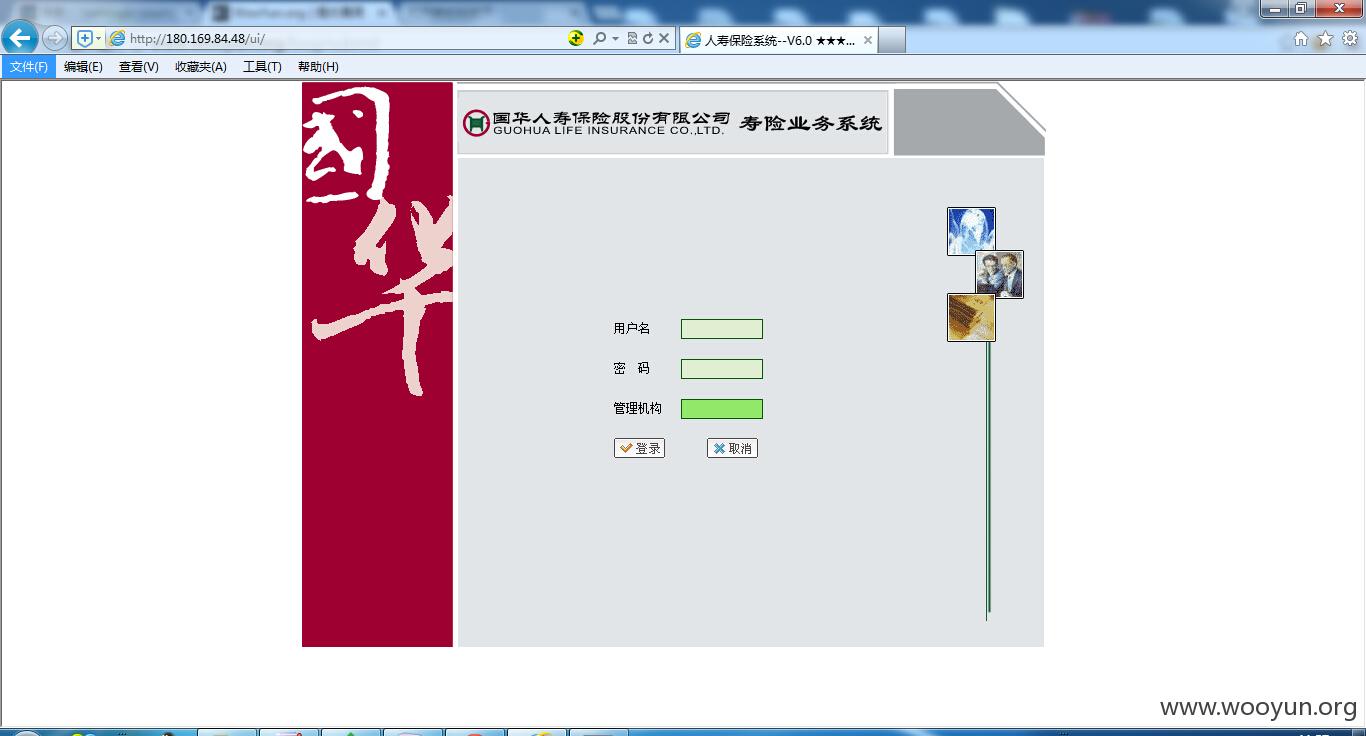 http://180.169.84.48/ui/
人寿保险系统--V6.0 ★★★...
文件(F) 编辑(E) 查看(V) 收藏夹(A) 工具(T) 帮助(H)
國华
国华人寿保险股份有限公司 寿险业务系统
GUOHUA LIFE INSURANCE CO.,LTD.
用户名
密 码
管理机构
登录 取消
www.wooyun.org